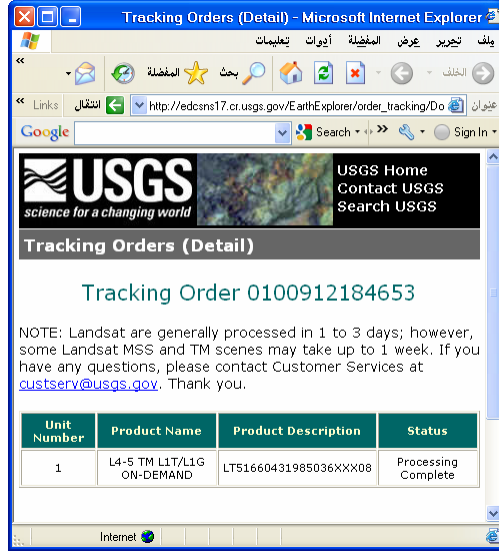 Tracking Orders (Detail) - Microsoft Internet Explorer
ملف تحرير عرض المفضلة أدوات تعليمات
الخلف بحث المفضلة
عنوان http://edcsns17.cr.usgs.gov/EarthExplorer/order_tracking/Do انتقال Links
Google Search Sign In
USGS
science for a changing world
USGS Home
Contact USGS
Search USGS
Tracking Orders (Detail)
Tracking Order 0100912184653
NOTE: Landsat are generally processed in 1 to 3 days; however,
some Landsat MSS and TM scenes may take up to 1 week. If you
have any questions, please contact Customer Services at
custserv@usgs.gov. Thank you.
Unit Number Product Name Product Description Status
1 L4-5 TM L1T/L1G ON-DEMAND LT51660431985036XXX08 Processing Complete
Internet